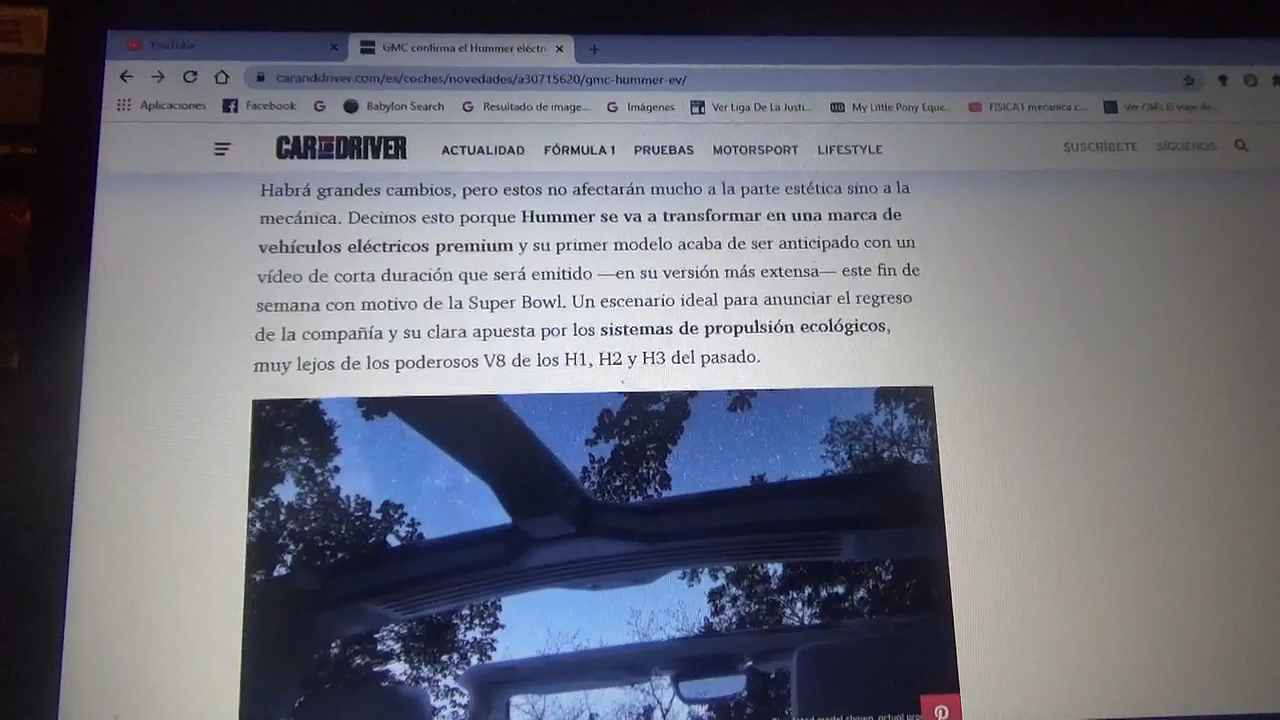 YouTube
GMC confirma el Hummer eléctri
caranddriver.com/es/coches/novedades/a30715620/gmc-hummer-ev/
Aplicaciones Facebook Babylon Search Resultado de image... Imágenes Ver Liga De La Justi... My Little Pony Eque... FISICA1 mecanica c...
CAR AND DRIVER ACTUALIDAD FÓRMULA 1 PRUEBAS MOTORSPORT LIFESTYLE SUSCRÍBETE SÍGUENOS
Habrá grandes cambios, pero estos no afectarán mucho a la parte estética sino a la
mecánica. Decimos esto porque Hummer se va a transformar en una marca de
vehículos eléctricos premium y su primer modelo acaba de ser anticipado con un
vídeo de corta duración que será emitido —en su versión más extensa— este fin de
semana con motivo de la Super Bowl. Un escenario ideal para anunciar el regreso
de la compañía y su clara apuesta por los sistemas de propulsión ecológicos,
muy lejos de los poderosos V8 de los H1, H2 y H3 del pasado.
model shown, actual pro